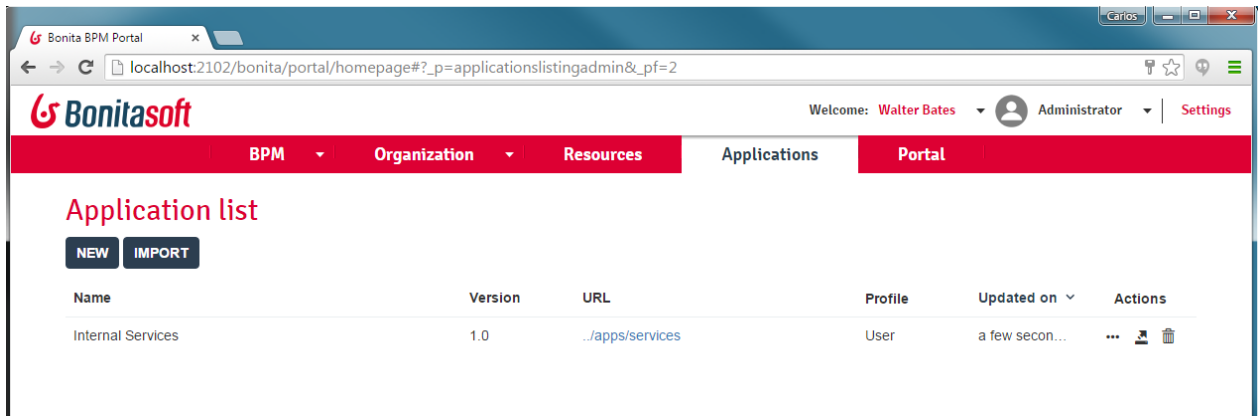 Carlos
Bonita BPM Portal
localhost:2102/bonita/portal/homepage#?_p=applicationslistingadmin&_pf=2
Bonitasoft
Welcome: Walter Bates Administrator Settings
BPM Organization Resources Applications Portal
Application list
NEW IMPORT
Name Version URL Profile Updated on Actions
Internal Services 1.0 ../apps/services User a few secon...